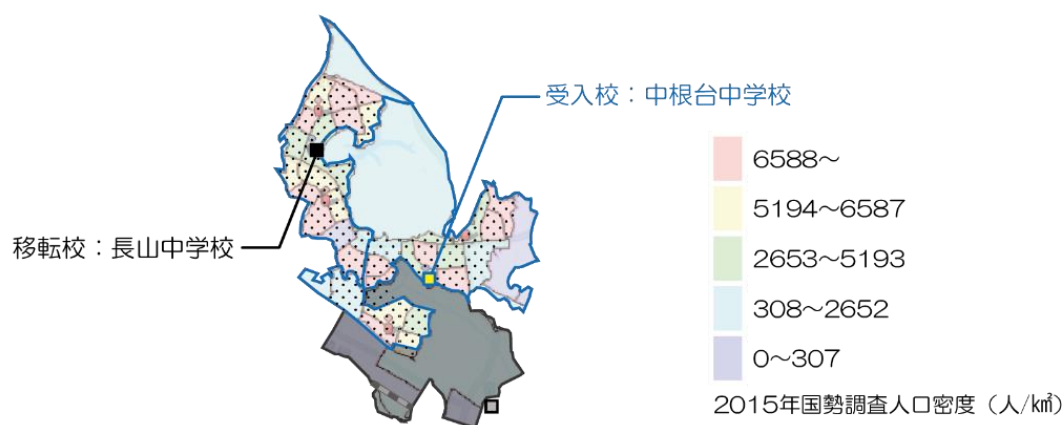 受入校：中根台中学校
移転校：長山中学校
6588～
5194～6587
2653～5193
308～2652
0～307
2015年国勢調査人口密度（人/㎢）